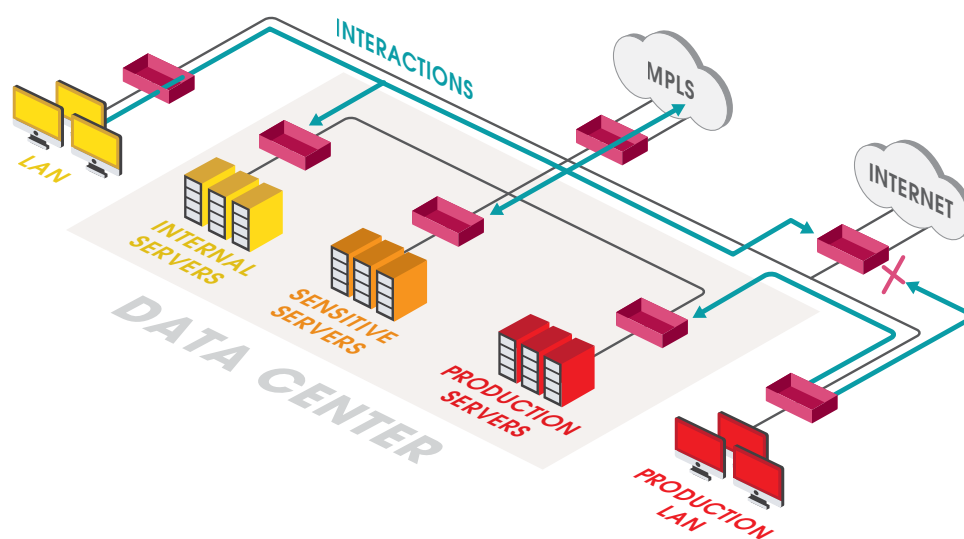 INTERACTIONS
MPLS
LAN
INTERNET
INTERNAL
SERVERS
SENSITIVE
SERVERS
PRODUCTION
SERVERS
DATA CENTER
PRODUCTION
LAN